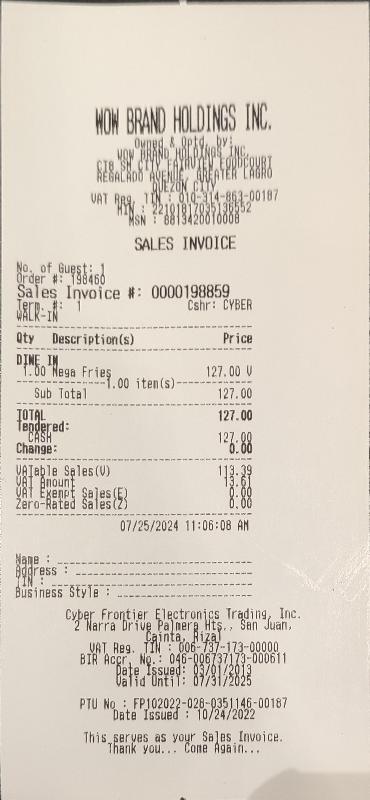 WOW BRAND HOLDINGS INC.
Owned & Optd. by:
WOW BRAND HOLDINGS INC.
CTB SM CITY FAIRVIEW FOODCOURT
REGALADO AVENUE, GREATER LAGRO
QUEZON CITY
VAT Reg. TIN : 010-314-863-00187
MIN : 22101817035136552
MSN : 8813420010008
SALES INVOICE
No. of Guest: 1
Order #: 198460
Sales Invoice #: 0000198859
Term. #: 1 Cshr: CYBER
WALK-IN
Qty Description(s) Price
DINE IN
1.00 Mega Fries 127.00 V
1.00 item(s)
Sub Total 127.00
TOTAL 127.00
Tendered:
CASH 127.00
Change: 0.00
VATable Sales(V) 113.39
VAT Amount 13.61
VAT Exempt Sales(E) 0.00
Zero-Rated Sales(Z) 0.00
07/25/2024 11:06:08 AM
Name :
Address :
TIN :
Business Style :
Cyber Frontier Electronics Trading, Inc.
2 Narra Drive Palmera Hts., San Juan,
Cainta, Rizal
VAT Reg. TIN : 006-737-173-00000
BIR Accr. No.: 046-006737173-000611
Date Issued: 03/01/2013
Valid Until: 07/31/2025
PTU No : FP102022-028-0351146-00187
Date Issued : 10/24/2022
This serves as your Sales Invoice.
Thank you... Come Again...